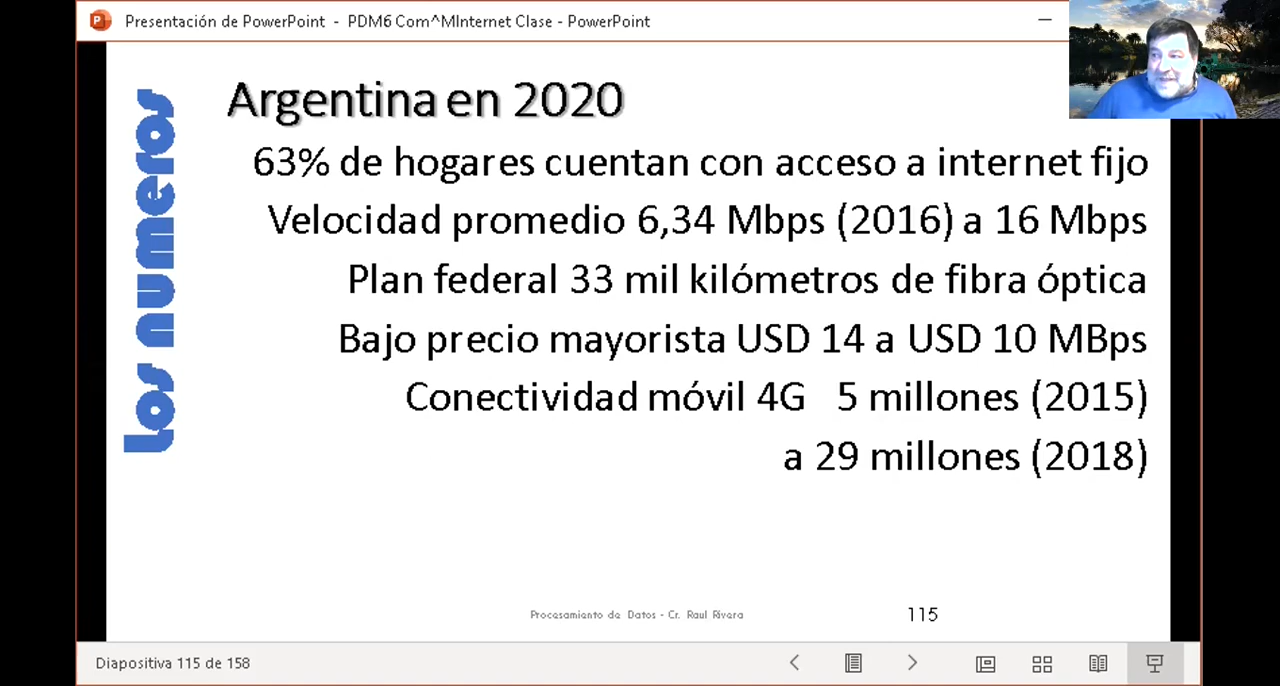 Presentación de PowerPoint - PDM6 Com^MInternet Clase - PowerPoint
Los numeros
Argentina en 2020
63% de hogares cuentan con acceso a internet fijo
Velocidad promedio 6,34 Mbps (2016) a 16 Mbps
Plan federal 33 mil kilómetros de fibra óptica
Bajo precio mayorista USD 14 a USD 10 MBps
Conectividad móvil 4G 5 millones (2015)
a 29 millones (2018)
Procesamiento de Datos - Cr. Raul Rivera
115
Diapositiva 115 de 158